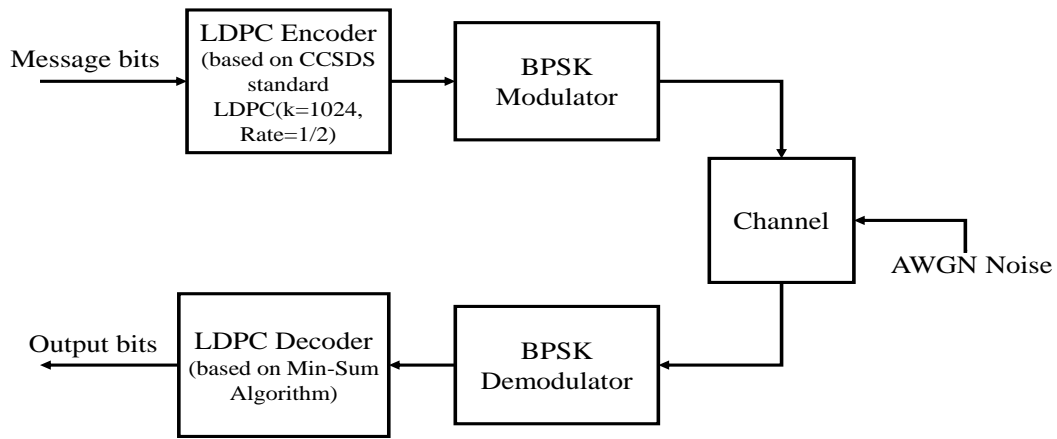 Message bits
LDPC Encoder
(based on CCSDS
standard
LDPC(k=1024,
Rate=1/2)
BPSK
Modulator
Channel
AWGN Noise
Output bits
LDPC Decoder
(based on Min-Sum
Algorithm)
BPSK
Demodulator